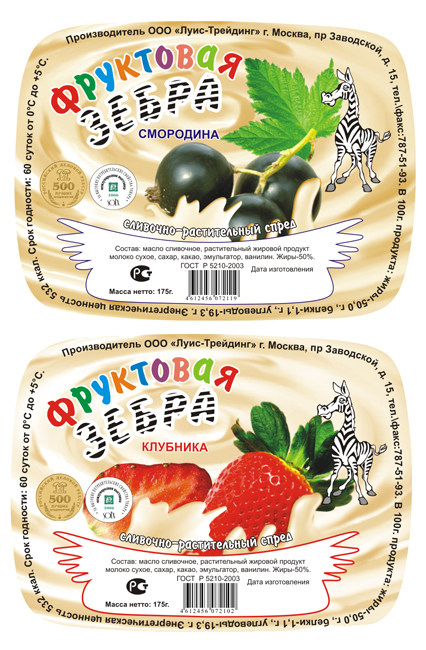 Производитель ООО «Луис-Трейдинг» г. Москва, пр Заводской, д. 15, тел.\факс:787-51-93. В 100г. продукта: жиры-50,0 г., белки-1,1 г., углеводы-19,3 г. Энергетическая ценность 532 ккал. Срок годности: 60 суток от 0°С до +5°С.
ФРУКТОВАЯ
ЗЕБРА
СМОРОДИНА
500
сливочно-растительный спред
Состав: масло сливочное, растительный жировой продукт
молоко сухое, сахар, какао, эмульгатор, ванилин. Жиры-50%.
ГОСТ Р 5210-2003
Дата изготовления
Масса нетто: 175г.
4612456 072119
Производитель ООО «Луис-Трейдинг» г. Москва, пр Заводской, д. 15, тел.\факс:787-51-93. В 100г. продукта: жиры-50,0 г., белки-1,1 г., углеводы-19,3 г. Энергетическая ценность 532 ккал. Срок годности: 60 суток от 0°С до +5°С.
ФРУКТОВАЯ
ЗЕБРА
КЛУБНИКА
500
сливочно-растительный спред
Состав: масло сливочное, растительный жировой продукт
молоко сухое, сахар, какао, эмульгатор, ванилин. Жиры-50%.
ГОСТ Р 5210-2003
Дата изготовления
Масса нетто: 175г.
4612456 072102